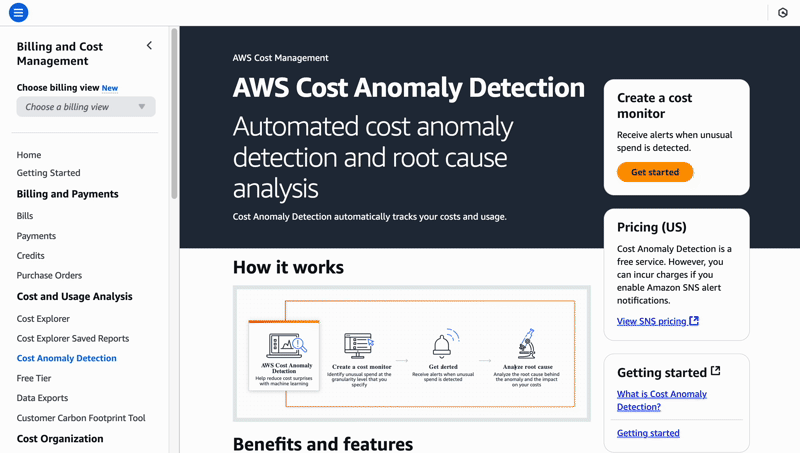 Billing and Cost
Management
Choose billing view New
Choose a billing view
Home
Getting Started
Billing and Payments
Bills
Payments
Credits
Purchase Orders
Cost and Usage Analysis
Cost Explorer
Cost Explorer Saved Reports
Cost Anomaly Detection
Free Tier
Data Exports
Customer Carbon Footprint Tool
Cost Organization
AWS Cost Management
AWS Cost Anomaly Detection
Automated cost anomaly
detection and root cause
analysis
Cost Anomaly Detection automatically tracks your costs and usage.
How it works
AWS Cost Anomaly
Detection
Help reduce cost surprises
with machine learning
Create a cost monitor
Identify unusual spend at the
granularity level that you
specify
Get alerted
Receive alerts when unusual
spend is detected
Analyze root cause
Analyze the root cause behind
the anomaly and the impact
on your costs
Benefits and features
Create a cost
monitor
Receive alerts when unusual
spend is detected.
Get started
Pricing (US)
Cost Anomaly Detection is a
free service. However, you
can incur charges if you
enable Amazon SNS alert
notifications.
View SNS pricing
Getting started
What is Cost Anomaly
Detection?
Getting started